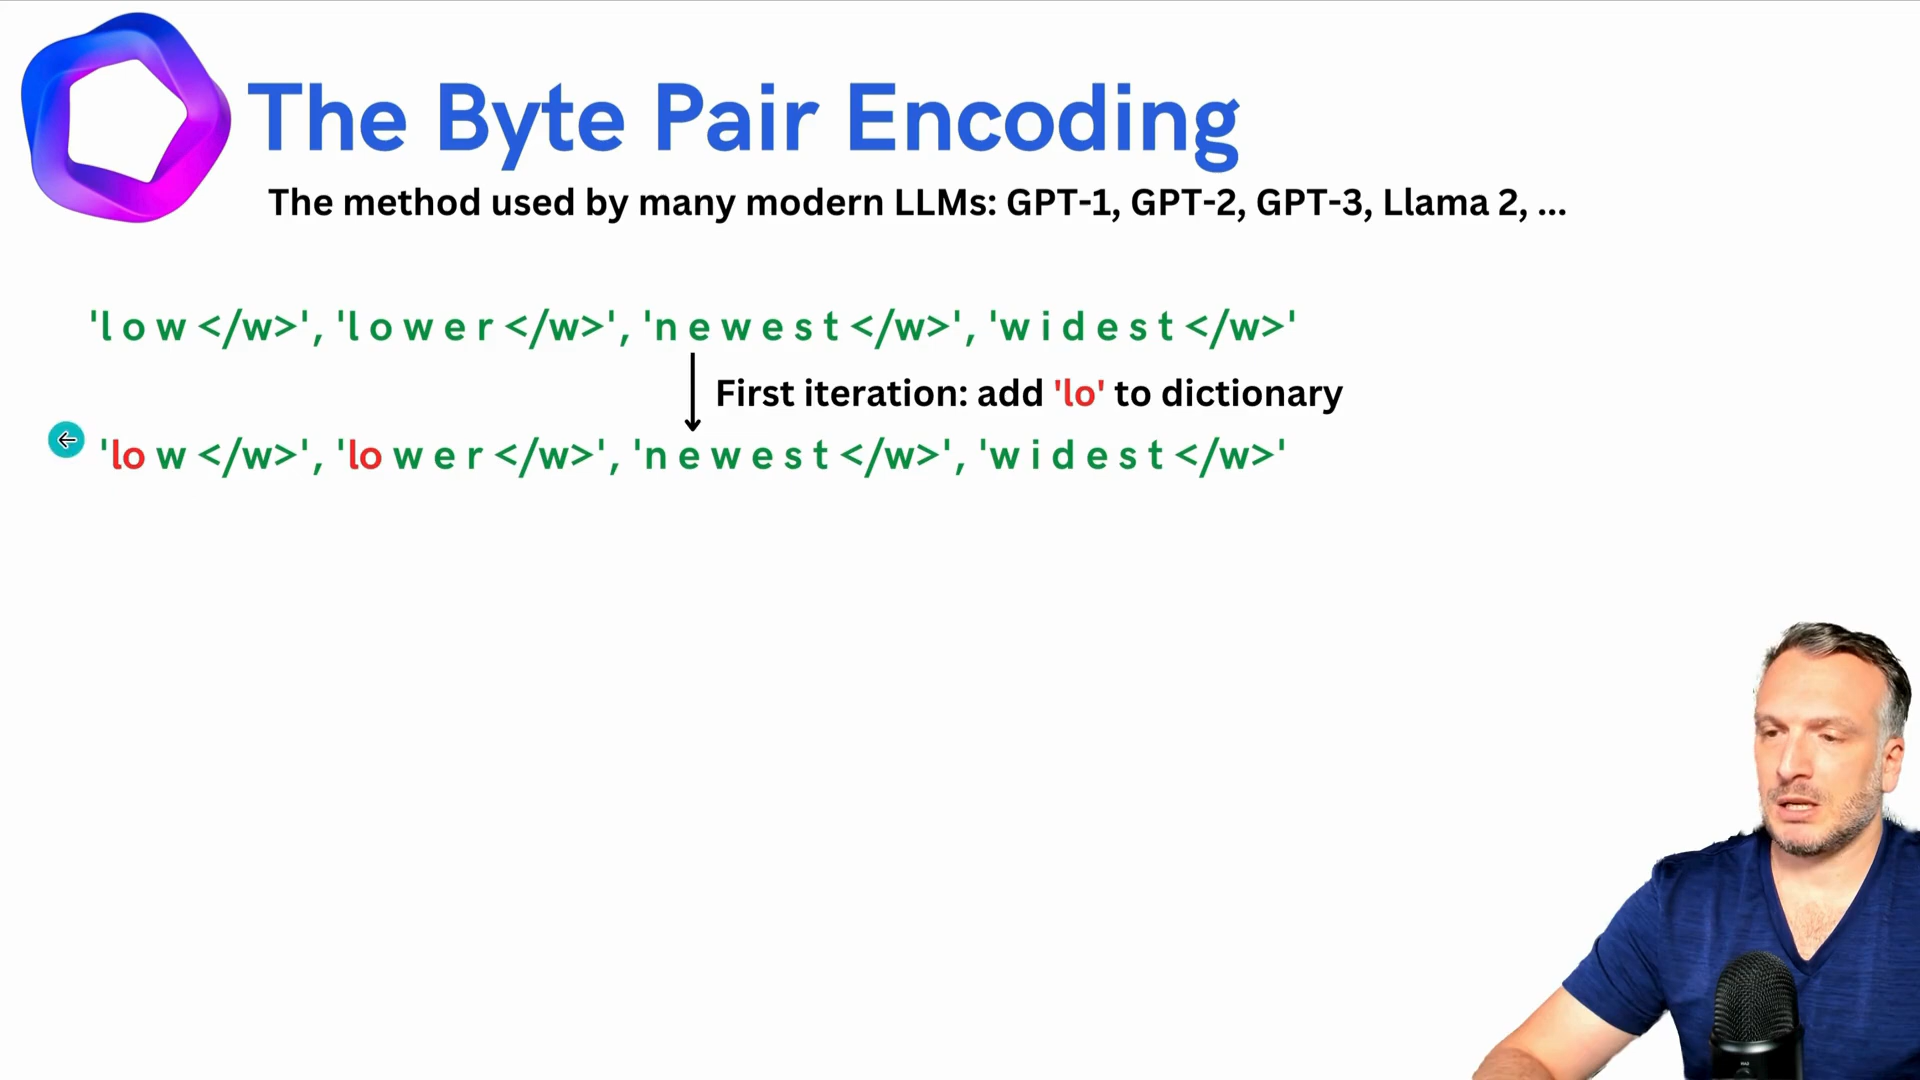 The Byte Pair Encoding
The method used by many modern LLMs: GPT-1, GPT-2, GPT-3, Llama 2, ...
'l o w </w>', 'l o w e r </w>', 'n e w e s t </w>', 'w i d e s t </w>'
First iteration: add 'lo' to dictionary
'lo w </w>', 'lo w e r </w>', 'n e w e s t </w>', 'w i d e s t </w>'